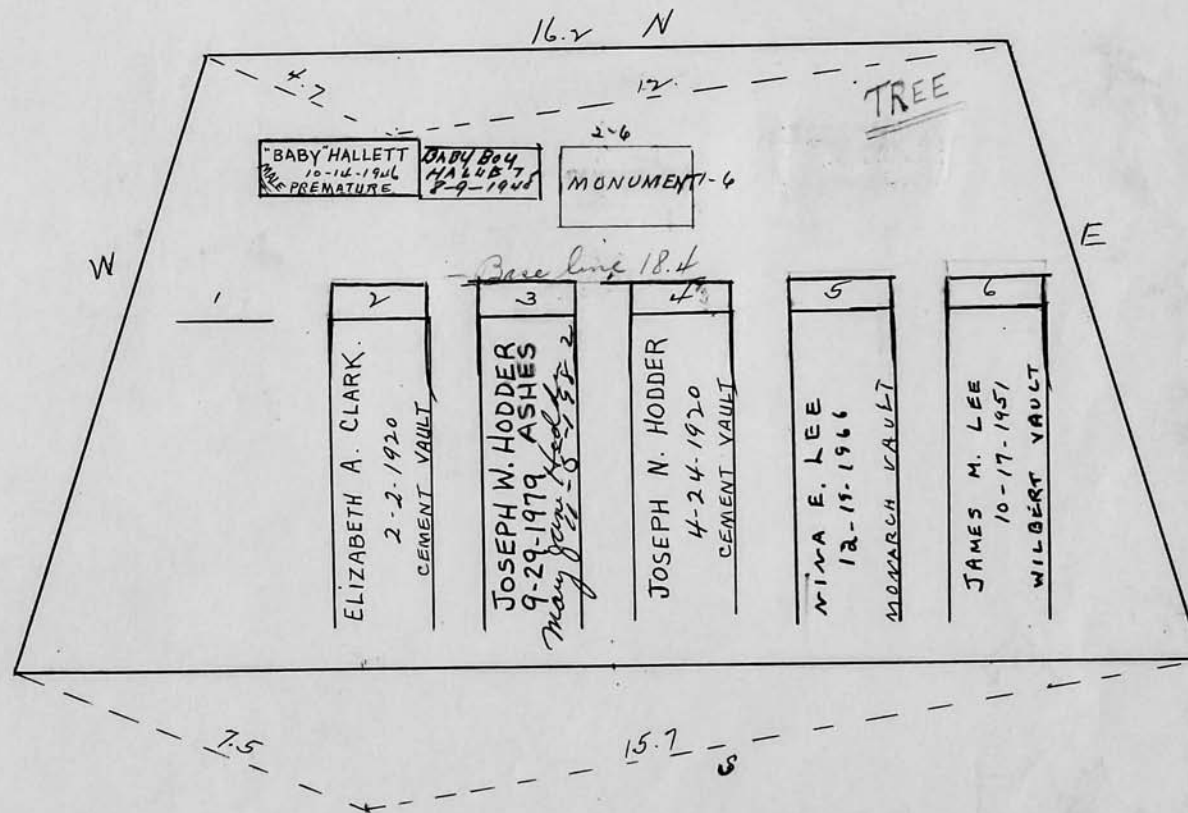 16.2 N
4.7
12.
TREE
"BABY" HALLETT
10-14-1946
MALE
PREMATURE
BABY BOY
HALLETT
8-9-1948
2-6
MONUMENT 1-6
W
E
Base line 18.4
1
2
3
4
5
6
ELIZABETH A. CLARK.
2-2-1920
CEMENT VAULT
JOSEPH W. HODDER
9-29-1979 ASHES
Mary Jane
JOSEPH N. HODDER
4-24-1920
CEMENT VAULT
NINA E. LEE
MONARCH VAULT
JAMES M. LEE
10-17-1951
WILBERT VAULT
7.5
15.7
S